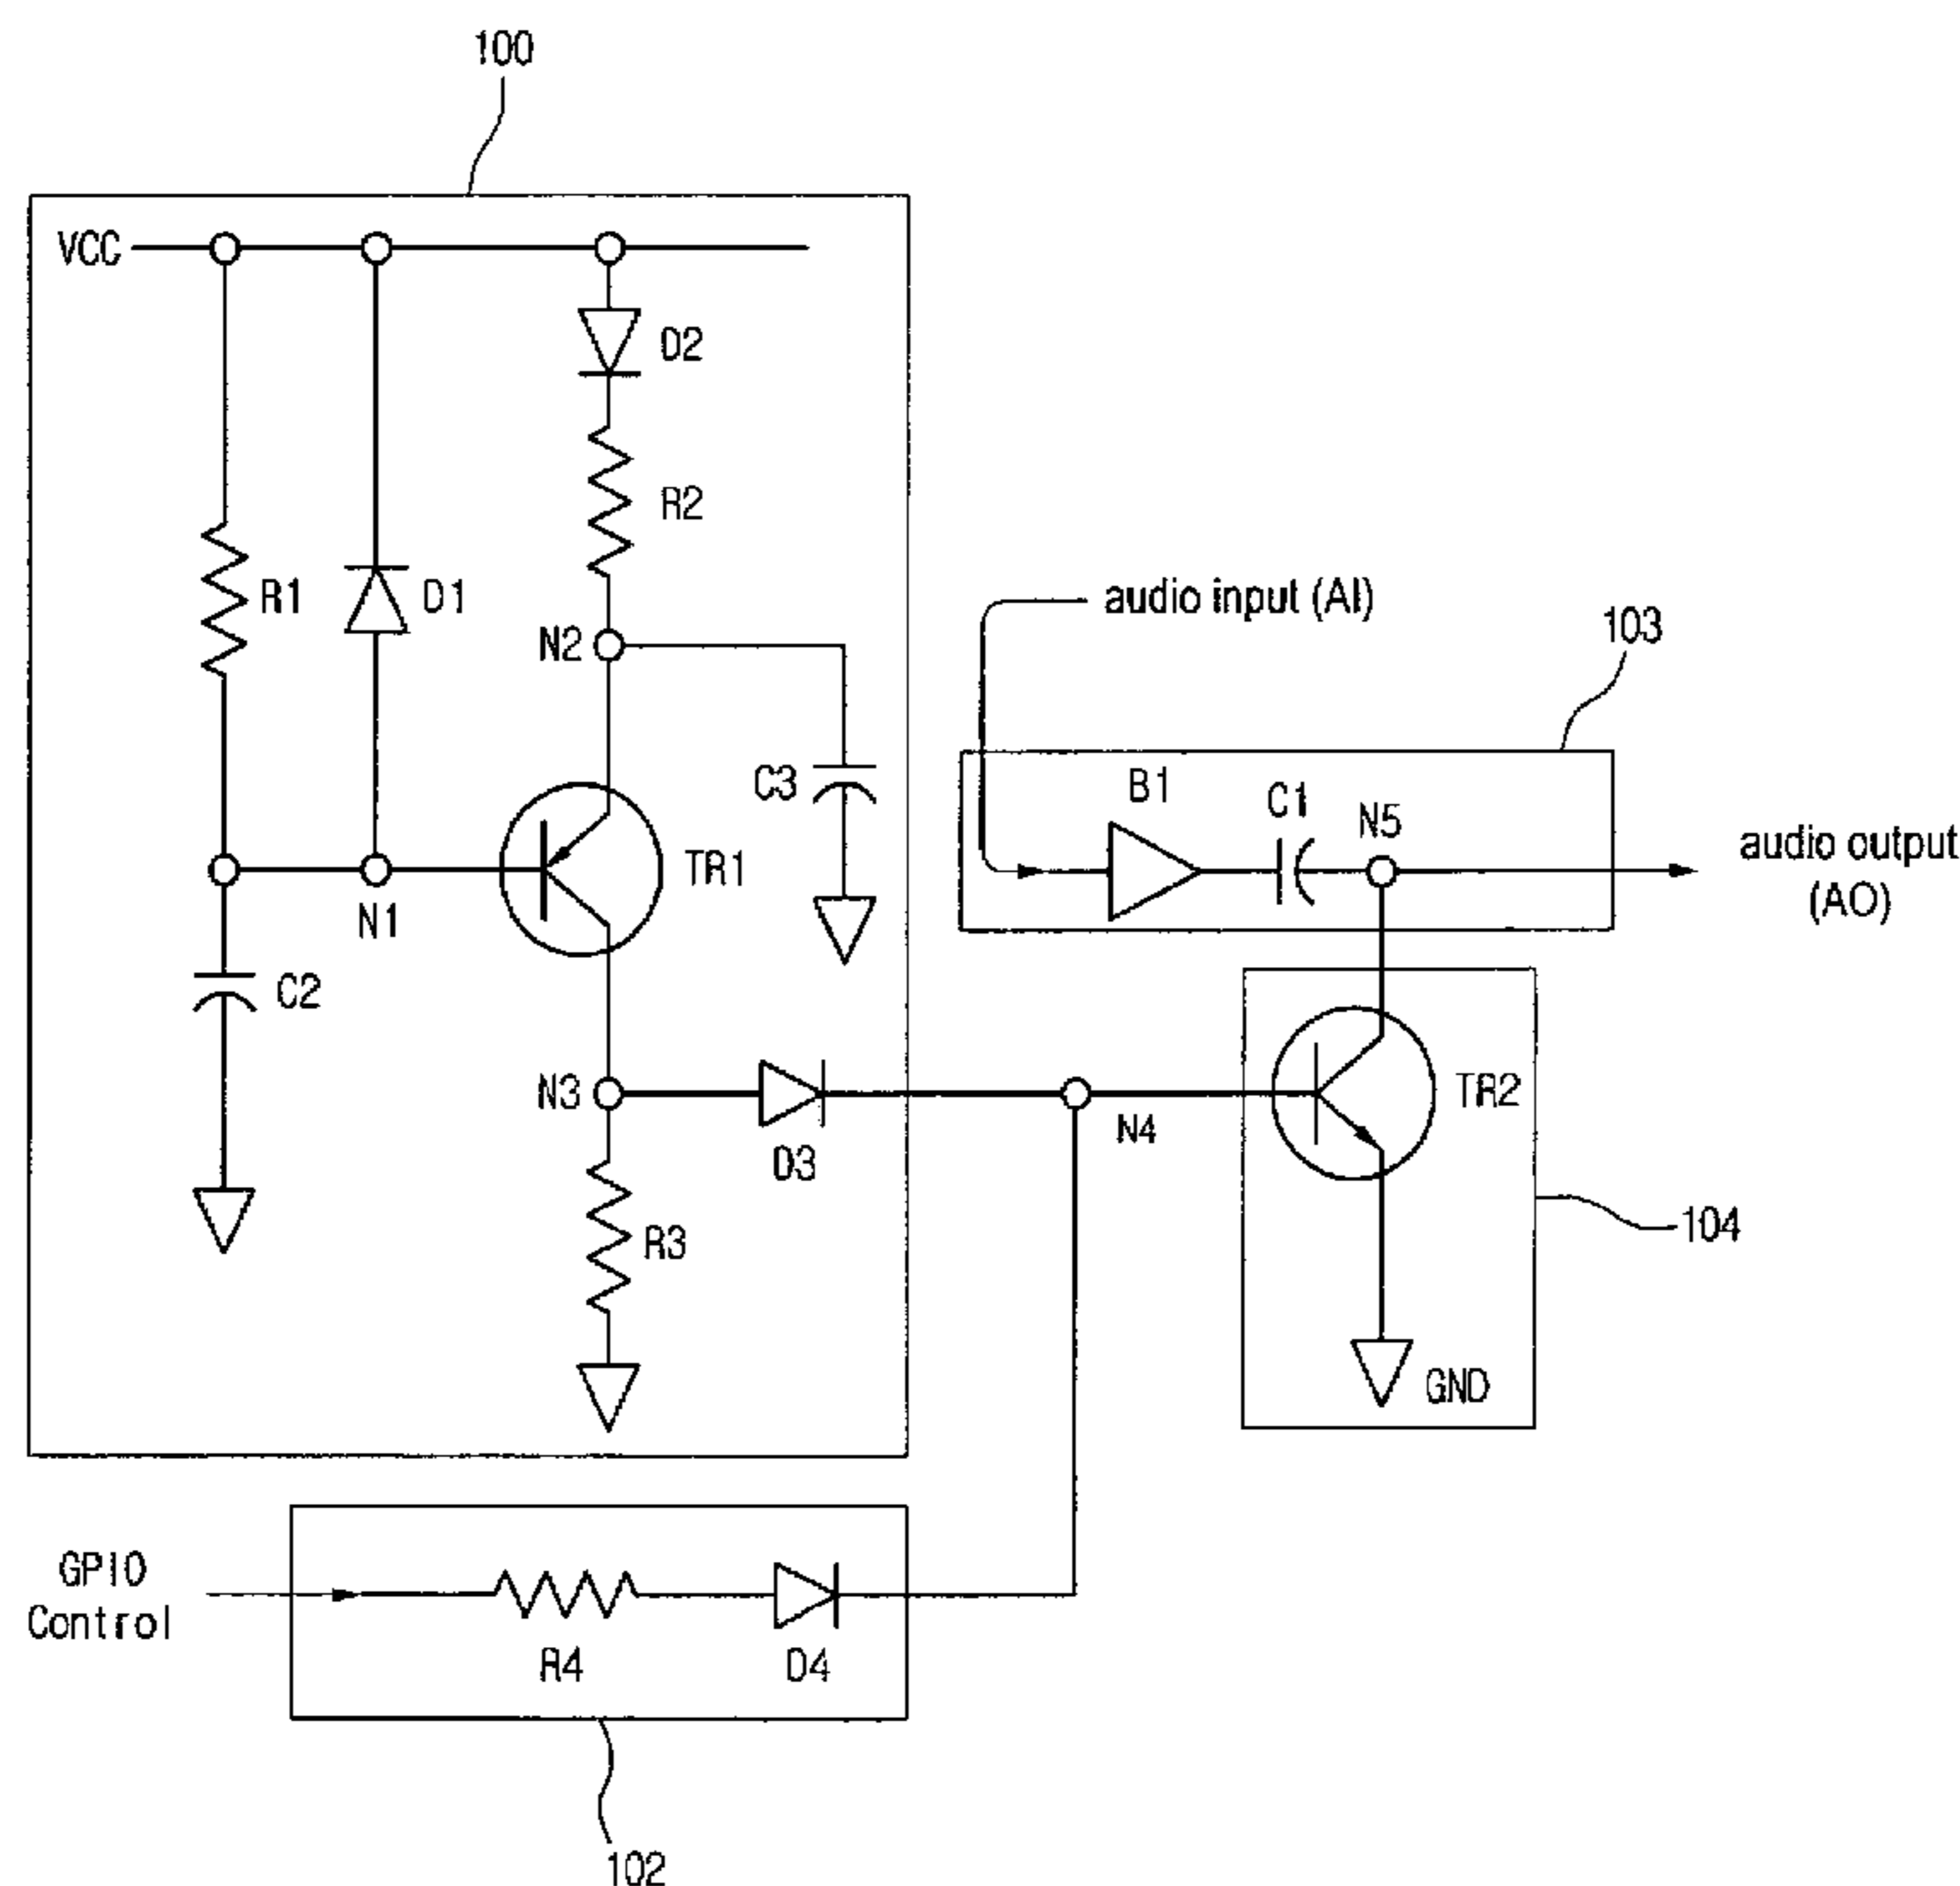 100
VCC
D2
R2
R1
D1
audio input (AI)
103
N2
C3
B1
C1
N5
audio output
(AO)
TR1
N1
C2
N3
D3
N4
TR2
104
R3
GND
GPIO
Control
R4
D4
102